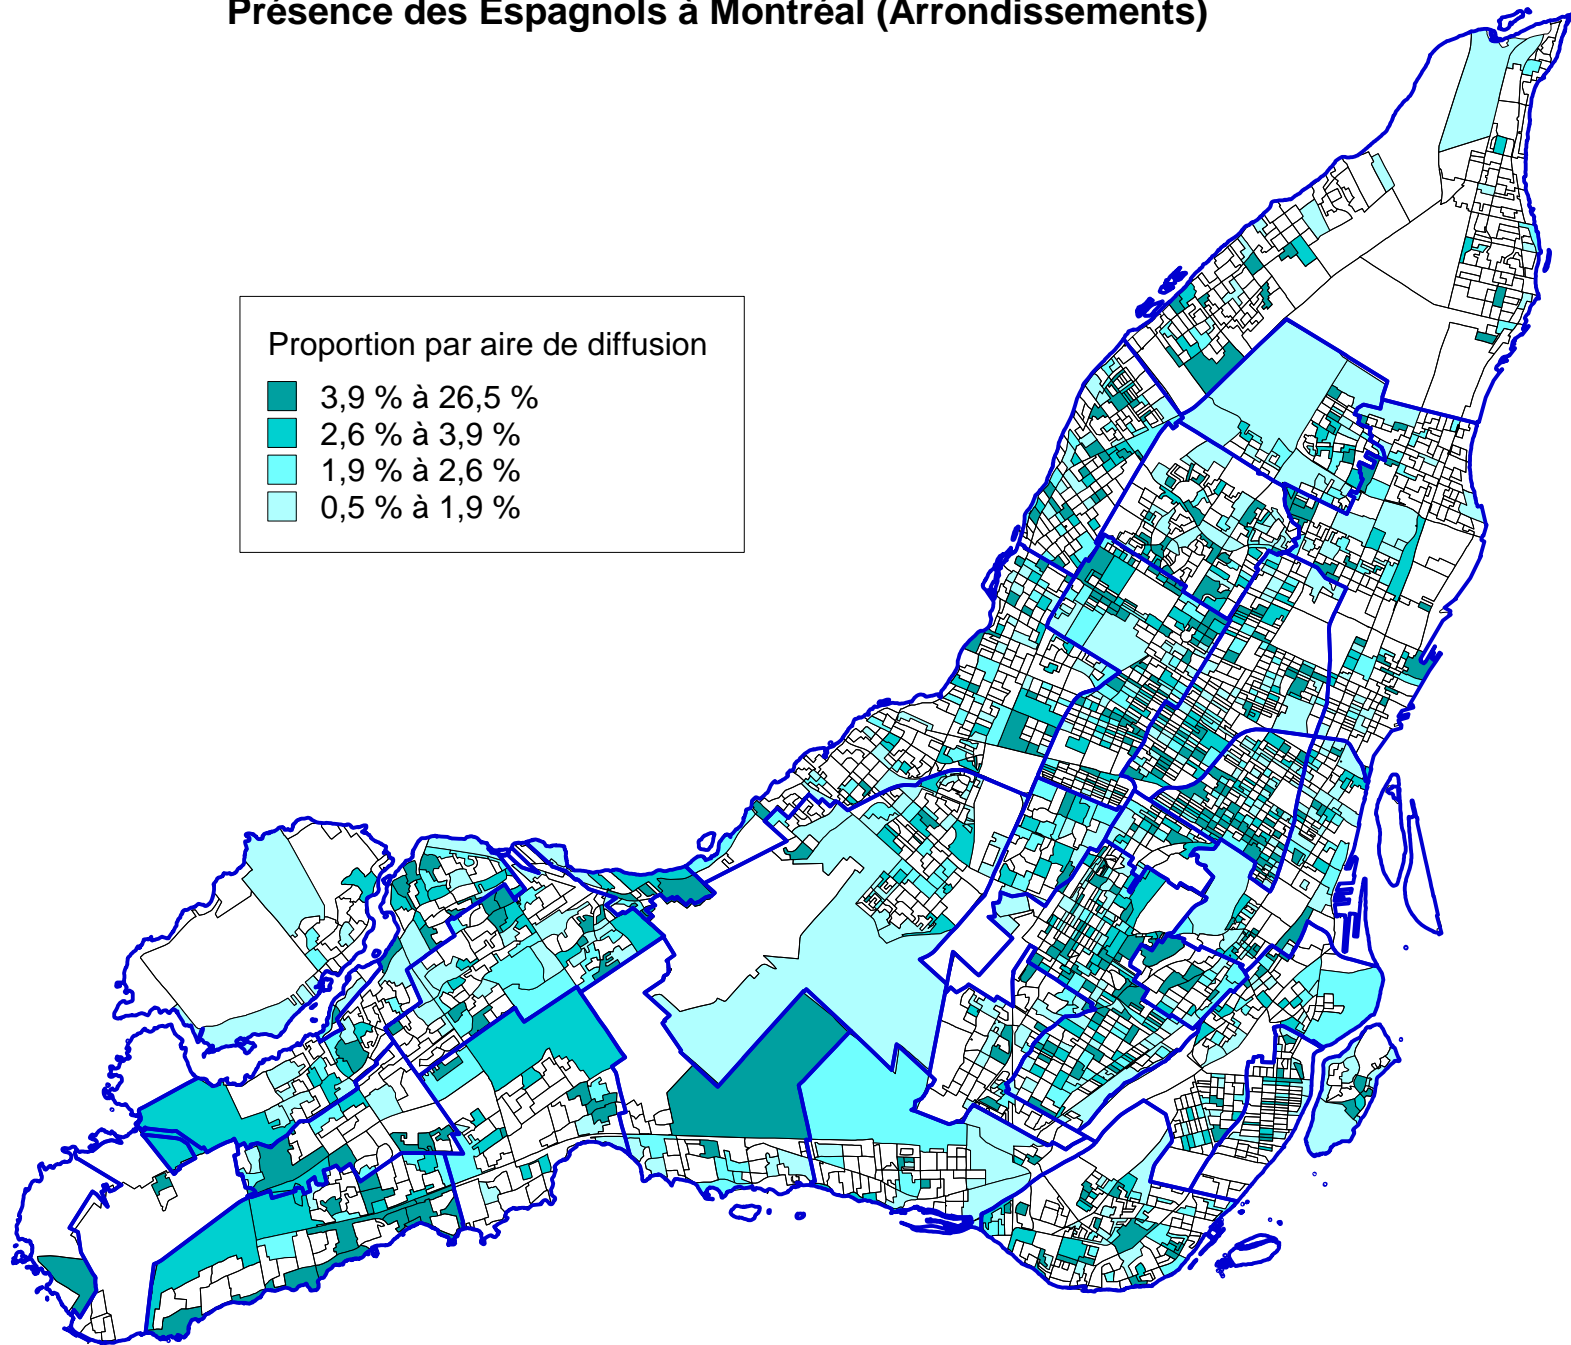 Présence des Espagnols à Montréal (Arrondissements)
Proportion par aire de diffusion
3,9 % à 26,5 %
2,6 % à 3,9 %
1,9 % à 2,6 %
0,5 % à 1,9 %